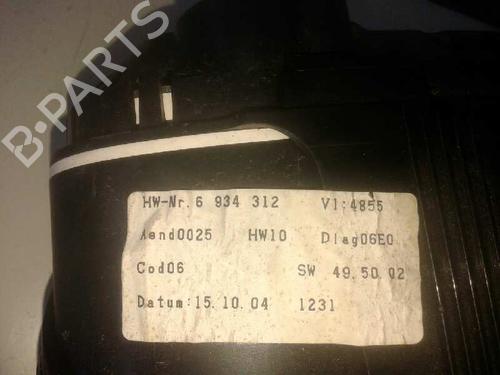 B-PARTS
HW-Nr.6 934 312 V1:4855
Aend0025 HW10 Diag06E0
Cod06 SW 49.50.02
Datum:15.10.04 1231